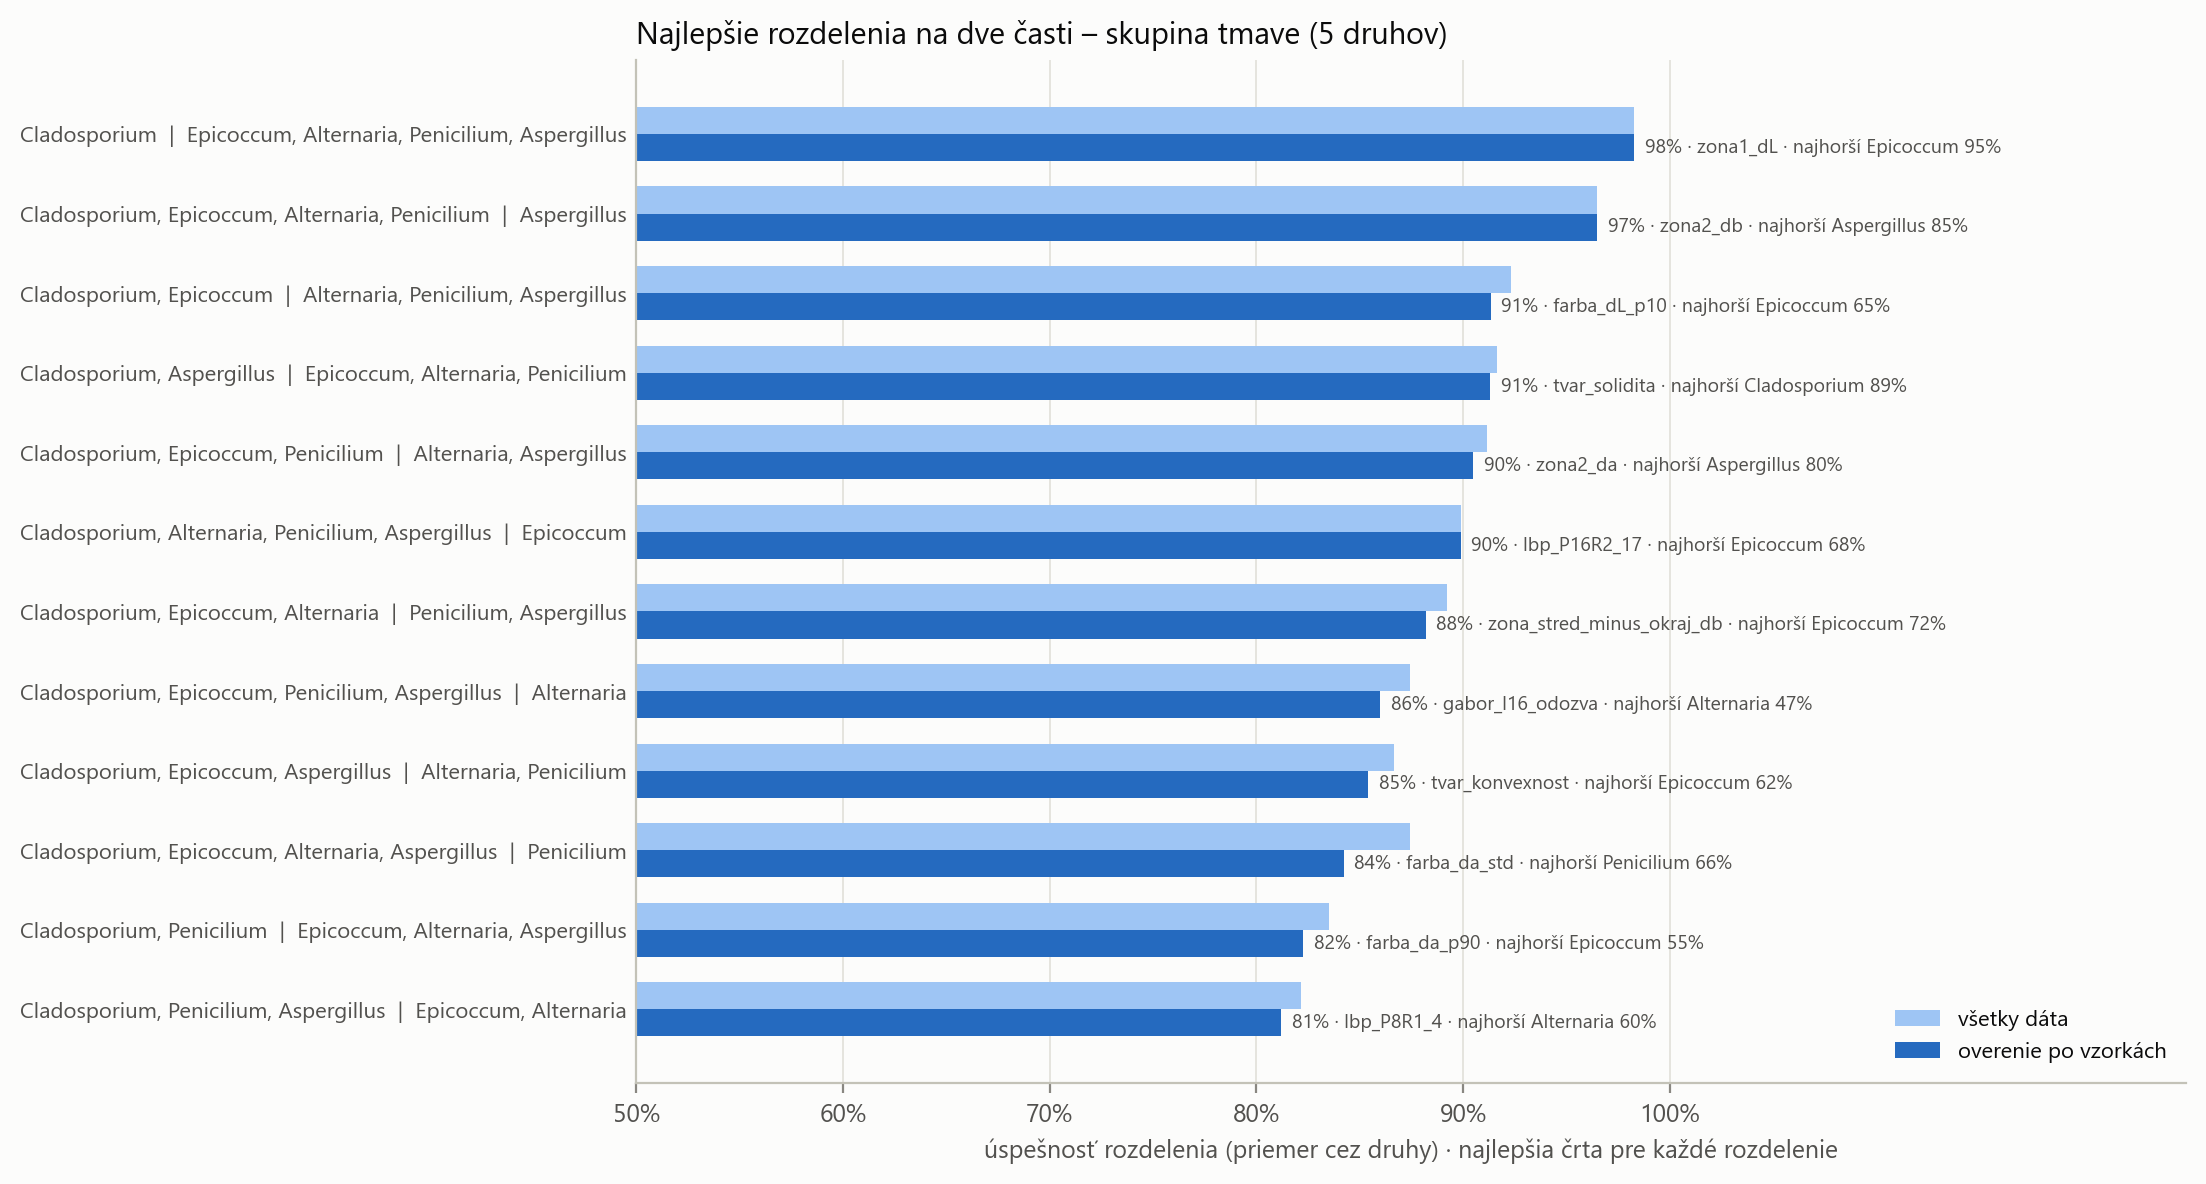 Najlepšie rozdelenia na dve časti – skupina tmave (5 druhov)
Cladosporium | Epicoccum, Alternaria, Penicilium, Aspergillus
98% · zona1_dL · najhorší Epicoccum 95%
Cladosporium, Epicoccum, Alternaria, Penicilium | Aspergillus
97% · zona2_db · najhorší Aspergillus 85%
Cladosporium, Epicoccum | Alternaria, Penicilium, Aspergillus
91% · farba_dL_p10 · najhorší Epicoccum 65%
Cladosporium, Aspergillus | Epicoccum, Alternaria, Penicilium
91% · tvar_solidita · najhorší Cladosporium 89%
Cladosporium, Epicoccum, Penicilium | Alternaria, Aspergillus
90% · zona2_da · najhorší Aspergillus 80%
Cladosporium, Alternaria, Penicilium, Aspergillus | Epicoccum
90% · lbp_P16R2_17 · najhorší Epicoccum 68%
Cladosporium, Epicoccum, Alternaria | Penicilium, Aspergillus
88% · zona_stred_minus_okraj_db · najhorší Epicoccum 72%
Cladosporium, Epicoccum, Penicilium, Aspergillus | Alternaria
86% · gabor_l16_odozva · najhorší Alternaria 47%
Cladosporium, Epicoccum, Aspergillus | Alternaria, Penicilium
85% · tvar_konvexnost · najhorší Epicoccum 62%
Cladosporium, Epicoccum, Alternaria, Aspergillus | Penicilium
84% · farba_da_std · najhorší Penicilium 66%
Cladosporium, Penicilium | Epicoccum, Alternaria, Aspergillus
82% · farba_da_p90 · najhorší Epicoccum 55%
Cladosporium, Penicilium, Aspergillus | Epicoccum, Alternaria
81% · lbp_P8R1_4 · najhorší Alternaria 60%
všetky dáta
overenie po vzorkách
50% 60% 70% 80% 90% 100%
úspešnosť rozdelenia (priemer cez druhy) · najlepšia črta pre každé rozdelenie